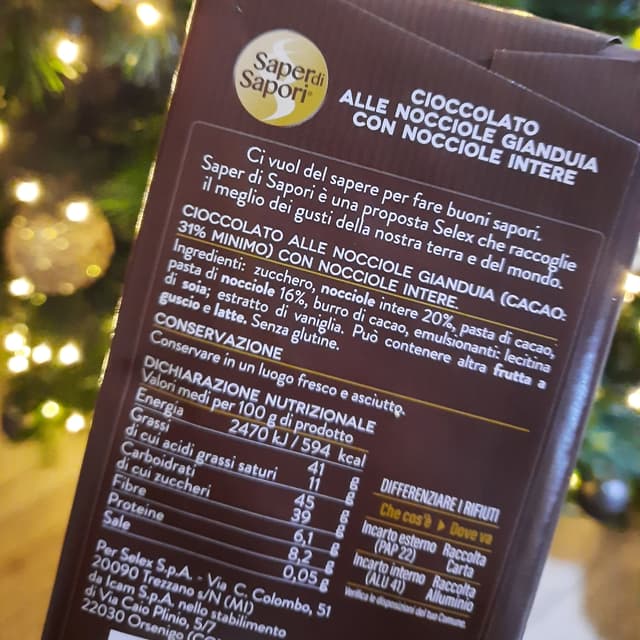 Saper di
Sapori®
CIOCCOLATO
ALLE NOCCIOLE GIANDUIA
CON NOCCIOLE INTERE
Ci vuol del sapere per fare buoni sapori.
Saper di Sapori è una proposta Selex che raccoglie
il meglio dei gusti della nostra terra e del mondo.
CIOCCOLATO ALLE NOCCIOLE GIANDUIA (CACAO:
31% MINIMO) CON NOCCIOLE INTERE.
Ingredienti: zucchero, nocciole intere 20%, pasta di cacao,
pasta di nocciole 16%, burro di cacao, emulsionanti: lecitina
di soia; estratto di vaniglia. Può contenere altra frutta a
guscio e latte. Senza glutine.
CONSERVAZIONE
Conservare in un luogo fresco e asciutto.
DICHIARAZIONE NUTRIZIONALE
Valori medi per 100 g di prodotto
Energia 2470 kJ / 594 kcal
Grassi 41 g
di cui acidi grassi saturi 11 g
Carboidrati 45 g
di cui zuccheri 39 g
Fibre 6,1 g
Proteine 8,2 g
Sale 0,05 g
DIFFERENZIARE I RIFIUTI
Che cos'è ▶ Dove va
Incarto esterno Raccolta
(PAP 22) Carta
Incarto interno Raccolta
(ALU 41) Alluminio
Verifica le disposizioni del tuo Comune.
Per Selex S.p.A. - Via C. Colombo, 51
20090 Trezzano s/N (MI)
da Icam S.p.A. nello stabilimento
di Via Caio Plinio, 5/7
22030 Orsenigo